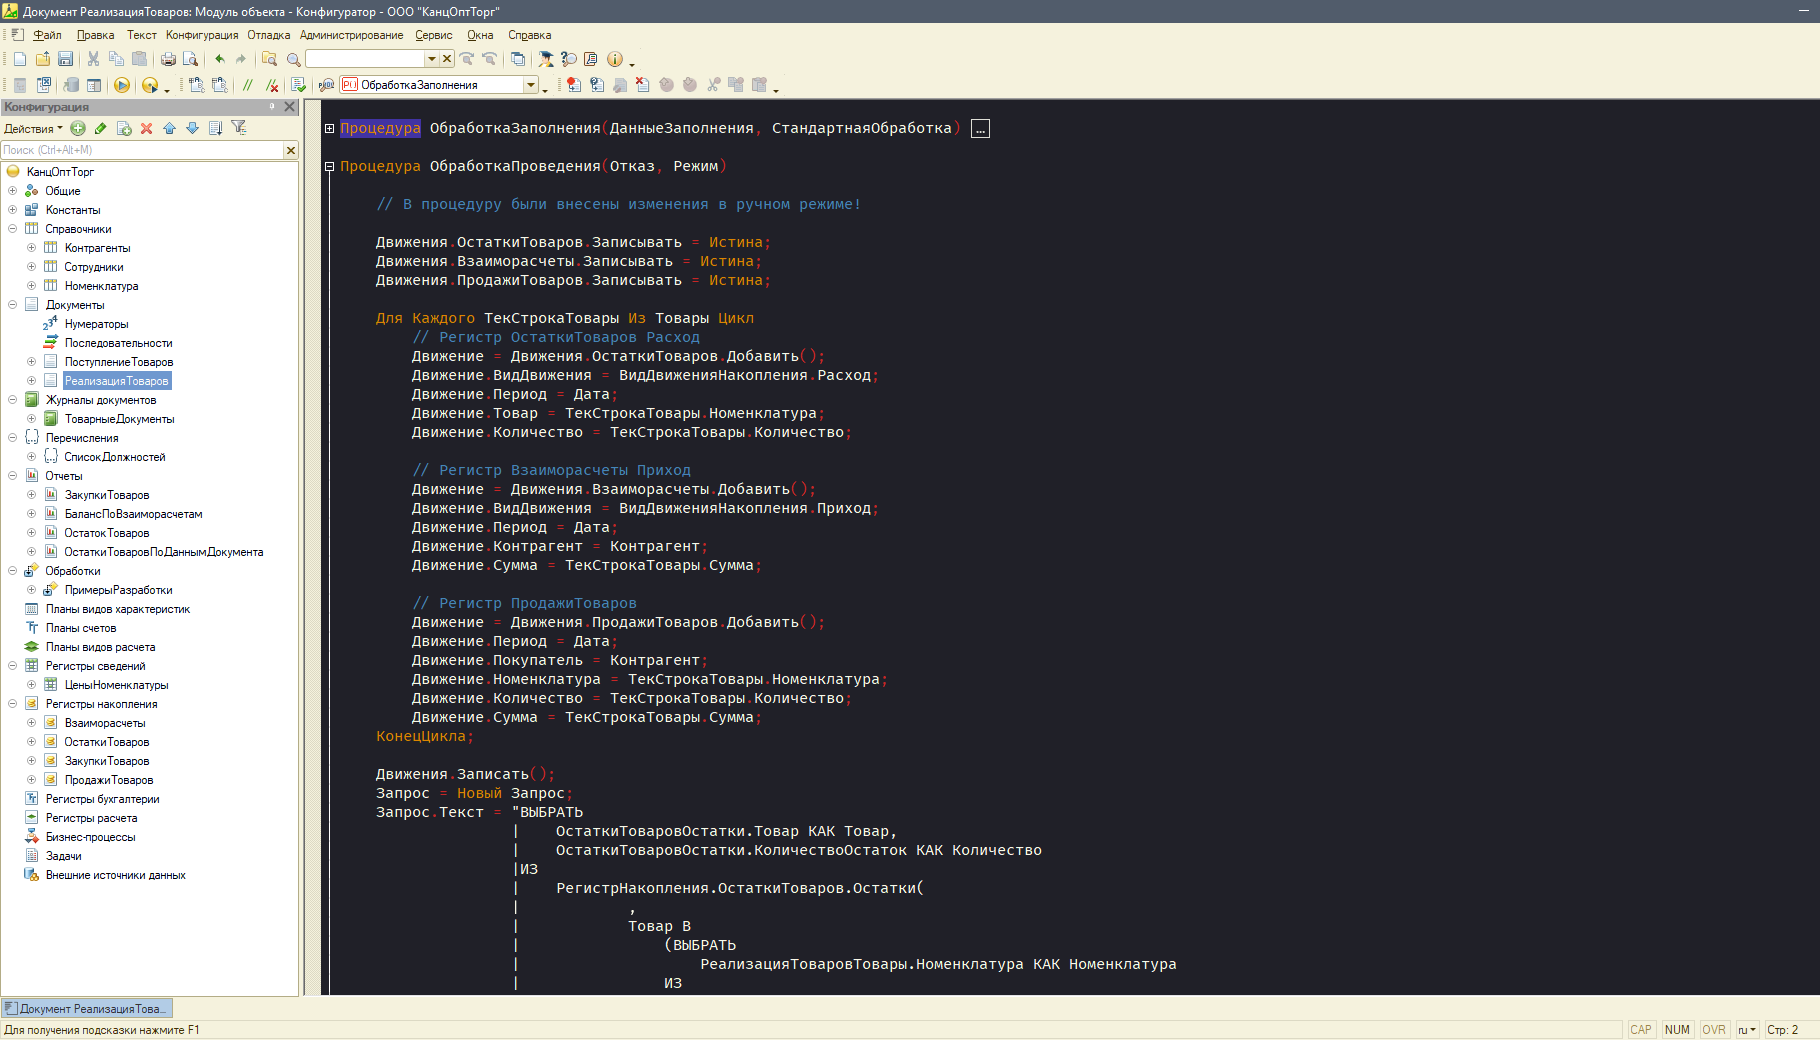 Документ РеализацияТоваров: Модуль объекта - Конфигуратор - ООО "КанцОптТорг"
Файл Правка Текст Конфигурация Отладка Администрирование Сервис Окна Справка
ОбработкаЗаполнения
Конфигурация
Действия
Поиск (Ctrl+Alt+M)
КанцОптТорг
Общие
Константы
Справочники
Контрагенты
Сотрудники
Номенклатура
Документы
Нумераторы
Последовательности
ПоступлениеТоваров
РеализацияТоваров
Журналы документов
ТоварныеДокументы
Перечисления
СписокДолжностей
Отчеты
ЗакупкиТоваров
БалансПоВзаиморасчетам
ОстатокТоваров
ОстаткиТоваровПоДаннымДокумента
Обработки
ПримерыРазработки
Планы видов характеристик
Планы счетов
Планы видов расчета
Регистры сведений
ЦеныНоменклатуры
Регистры накопления
Взаиморасчеты
ОстаткиТоваров
ЗакупкиТоваров
ПродажиТоваров
Регистры бухгалтерии
Регистры расчета
Бизнес-процессы
Задачи
Внешние источники данных
Процедура ОбработкаЗаполнения(ДанныеЗаполнения, СтандартнаяОбработка) ...
Процедура ОбработкаПроведения(Отказ, Режим)
// В процедуру были внесены изменения в ручном режиме!
Движения.ОстаткиТоваров.Записывать = Истина;
Движения.Взаиморасчеты.Записывать = Истина;
Движения.ПродажиТоваров.Записывать = Истина;
Для Каждого ТекСтрокаТовары Из Товары Цикл
// Регистр ОстаткиТоваров Расход
Движение = Движения.ОстаткиТоваров.Добавить();
Движение.ВидДвижения = ВидДвиженияНакопления.Расход;
Движение.Период = Дата;
Движение.Товар = ТекСтрокаТовары.Номенклатура;
Движение.Количество = ТекСтрокаТовары.Количество;
// Регистр Взаиморасчеты Приход
Движение = Движения.Взаиморасчеты.Добавить();
Движение.ВидДвижения = ВидДвиженияНакопления.Приход;
Движение.Период = Дата;
Движение.Контрагент = Контрагент;
Движение.Сумма = ТекСтрокаТовары.Сумма;
// Регистр ПродажиТоваров
Движение = Движения.ПродажиТоваров.Добавить();
Движение.Период = Дата;
Движение.Покупатель = Контрагент;
Движение.Номенклатура = ТекСтрокаТовары.Номенклатура;
Движение.Количество = ТекСтрокаТовары.Количество;
Движение.Сумма = ТекСтрокаТовары.Сумма;
КонецЦикла;
Движения.Записать();
Запрос = Новый Запрос;
Запрос.Текст = "ВЫБРАТЬ
| ОстаткиТоваровОстатки.Товар КАК Товар,
| ОстаткиТоваровОстатки.КоличествоОстаток КАК Количество
|ИЗ
| РегистрНакопления.ОстаткиТоваров.Остатки(
| ,
| Товар В
| (ВЫБРАТЬ
| РеализацияТоваровТовары.Номенклатура КАК Номенклатура
| ИЗ
Документ РеализацияТова...
Для получения подсказки нажмите F1
CAP NUM OVR ru Стр: 2